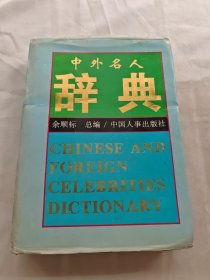 中外名人
辞典
余顺标 总编/中国人事出版社
CHINESE AND
FOREIGN
CELEBRITIES
DICTIONARY